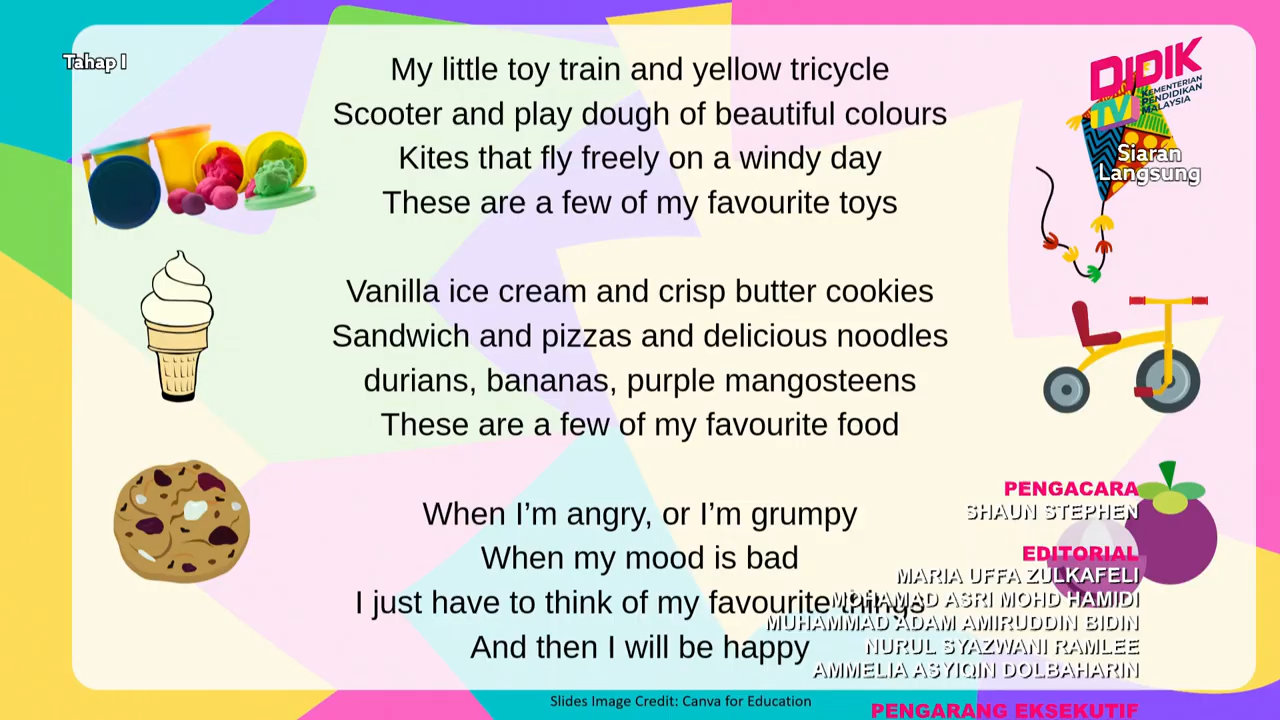 Tahap I
DIDIK
TV
KEMENTERIAN
PENDIDIKAN
MALAYSIA
Siaran
Langsung
My little toy train and yellow tricycle
Scooter and play dough of beautiful colours
Kites that fly freely on a windy day
These are a few of my favourite toys
Vanilla ice cream and crisp butter cookies
Sandwich and pizzas and delicious noodles
durians, bananas, purple mangosteens
These are a few of my favourite food
When I’m angry, or I’m grumpy
When my mood is bad
I just have to think of my favourite things
And then I will be happy
PENGACARA
SHAUN STEPHEN
EDITORIAL
MARIA UFFA ZULKAFELI
MOHAMAD ASRI MOHD HAMIDI
MUHAMMAD ADAM AMIRUDDIN BIDIN
NURUL SYAZWANI RAMLEE
AMMELIA ASYIQIN DOLBAHARIN
PENGARANG EKSEKUTIF
Slides Image Credit: Canva for Education